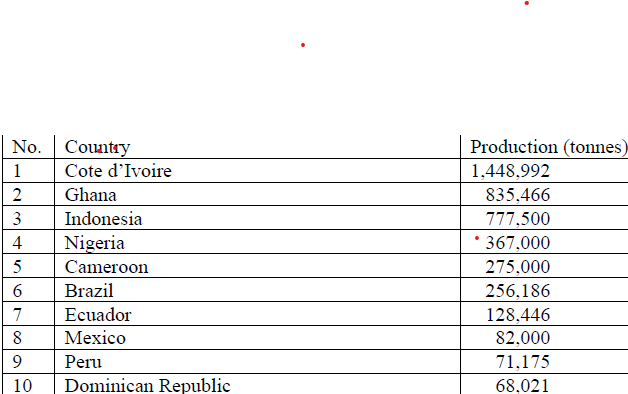 No. Country Production (tonnes)
1 Cote d’Ivoire 1,448,992
2 Ghana 835,466
3 Indonesia 777,500
4 Nigeria 367,000
5 Cameroon 275,000
6 Brazil 256,186
7 Ecuador 128,446
8 Mexico 82,000
9 Peru 71,175
10 Dominican Republic 68,021